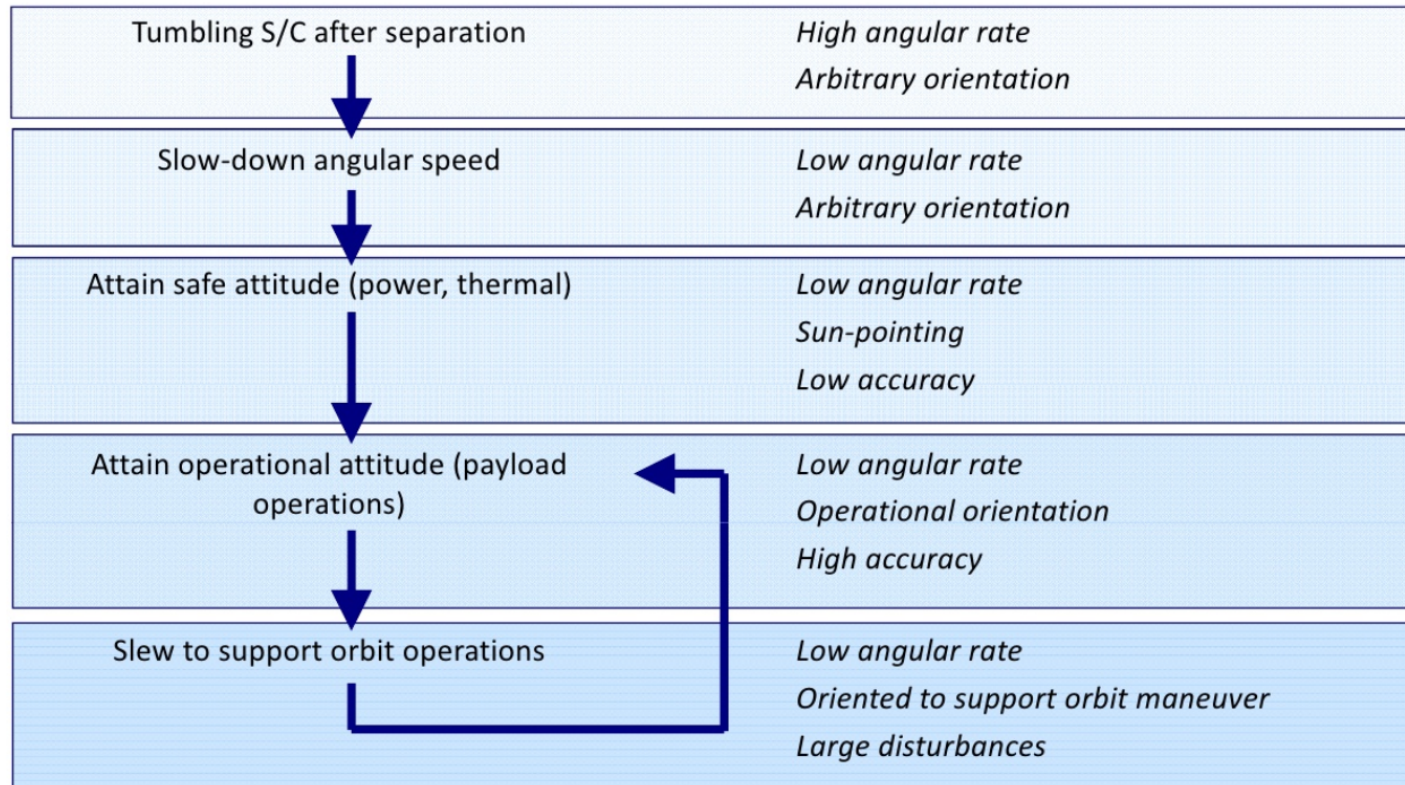 Tumbling S/C after separation
High angular rate
Arbitrary orientation
Slow-down angular speed
Low angular rate
Arbitrary orientation
Attain safe attitude (power, thermal)
Low angular rate
Sun-pointing
Low accuracy
Attain operational attitude (payload
operations)
Low angular rate
Operational orientation
High accuracy
Slew to support orbit operations
Low angular rate
Oriented to support orbit maneuver
Large disturbances